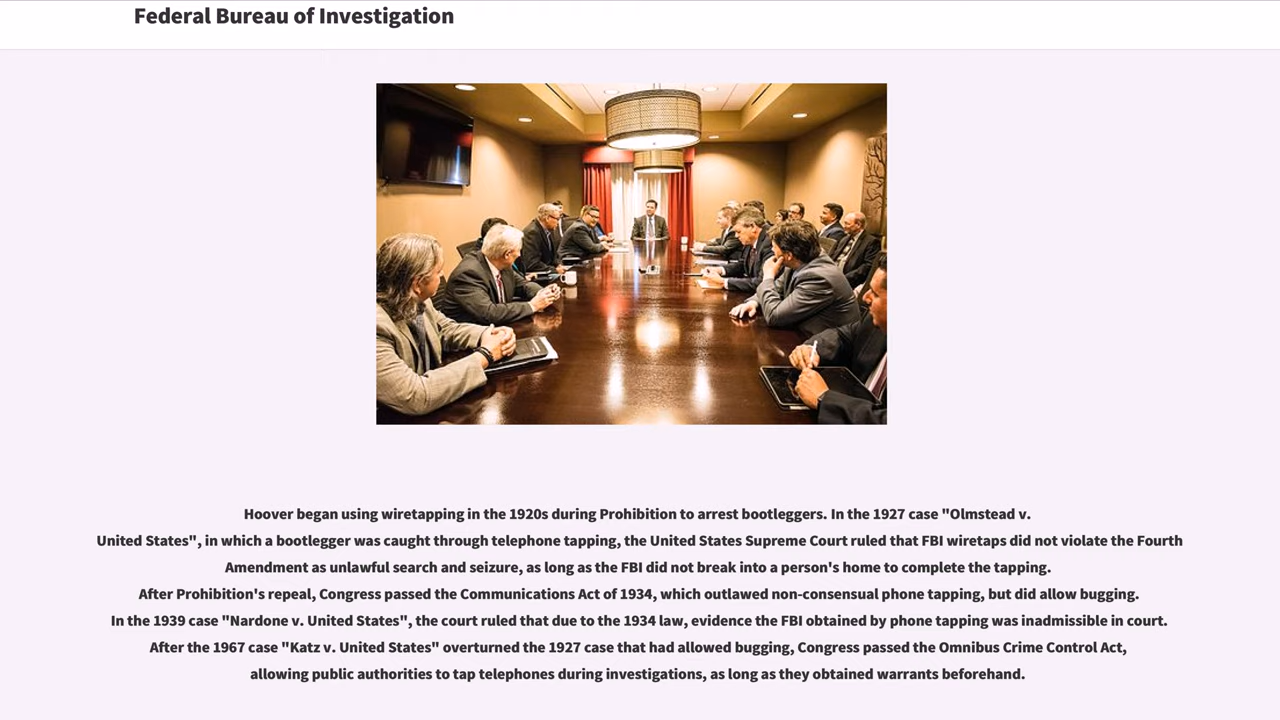 Federal Bureau of Investigation
Hoover began using wiretapping in the 1920s during Prohibition to arrest bootleggers. In the 1927 case "Olmstead v.
United States", in which a bootlegger was caught through telephone tapping, the United States Supreme Court ruled that FBI wiretaps did not violate the Fourth
Amendment as unlawful search and seizure, as long as the FBI did not break into a person's home to complete the tapping.
After Prohibition's repeal, Congress passed the Communications Act of 1934, which outlawed non-consensual phone tapping, but did allow bugging.
In the 1939 case "Nardone v. United States", the court ruled that due to the 1934 law, evidence the FBI obtained by phone tapping was inadmissible in court.
After the 1967 case "Katz v. United States" overturned the 1927 case that had allowed bugging, Congress passed the Omnibus Crime Control Act,
allowing public authorities to tap telephones during investigations, as long as they obtained warrants beforehand.